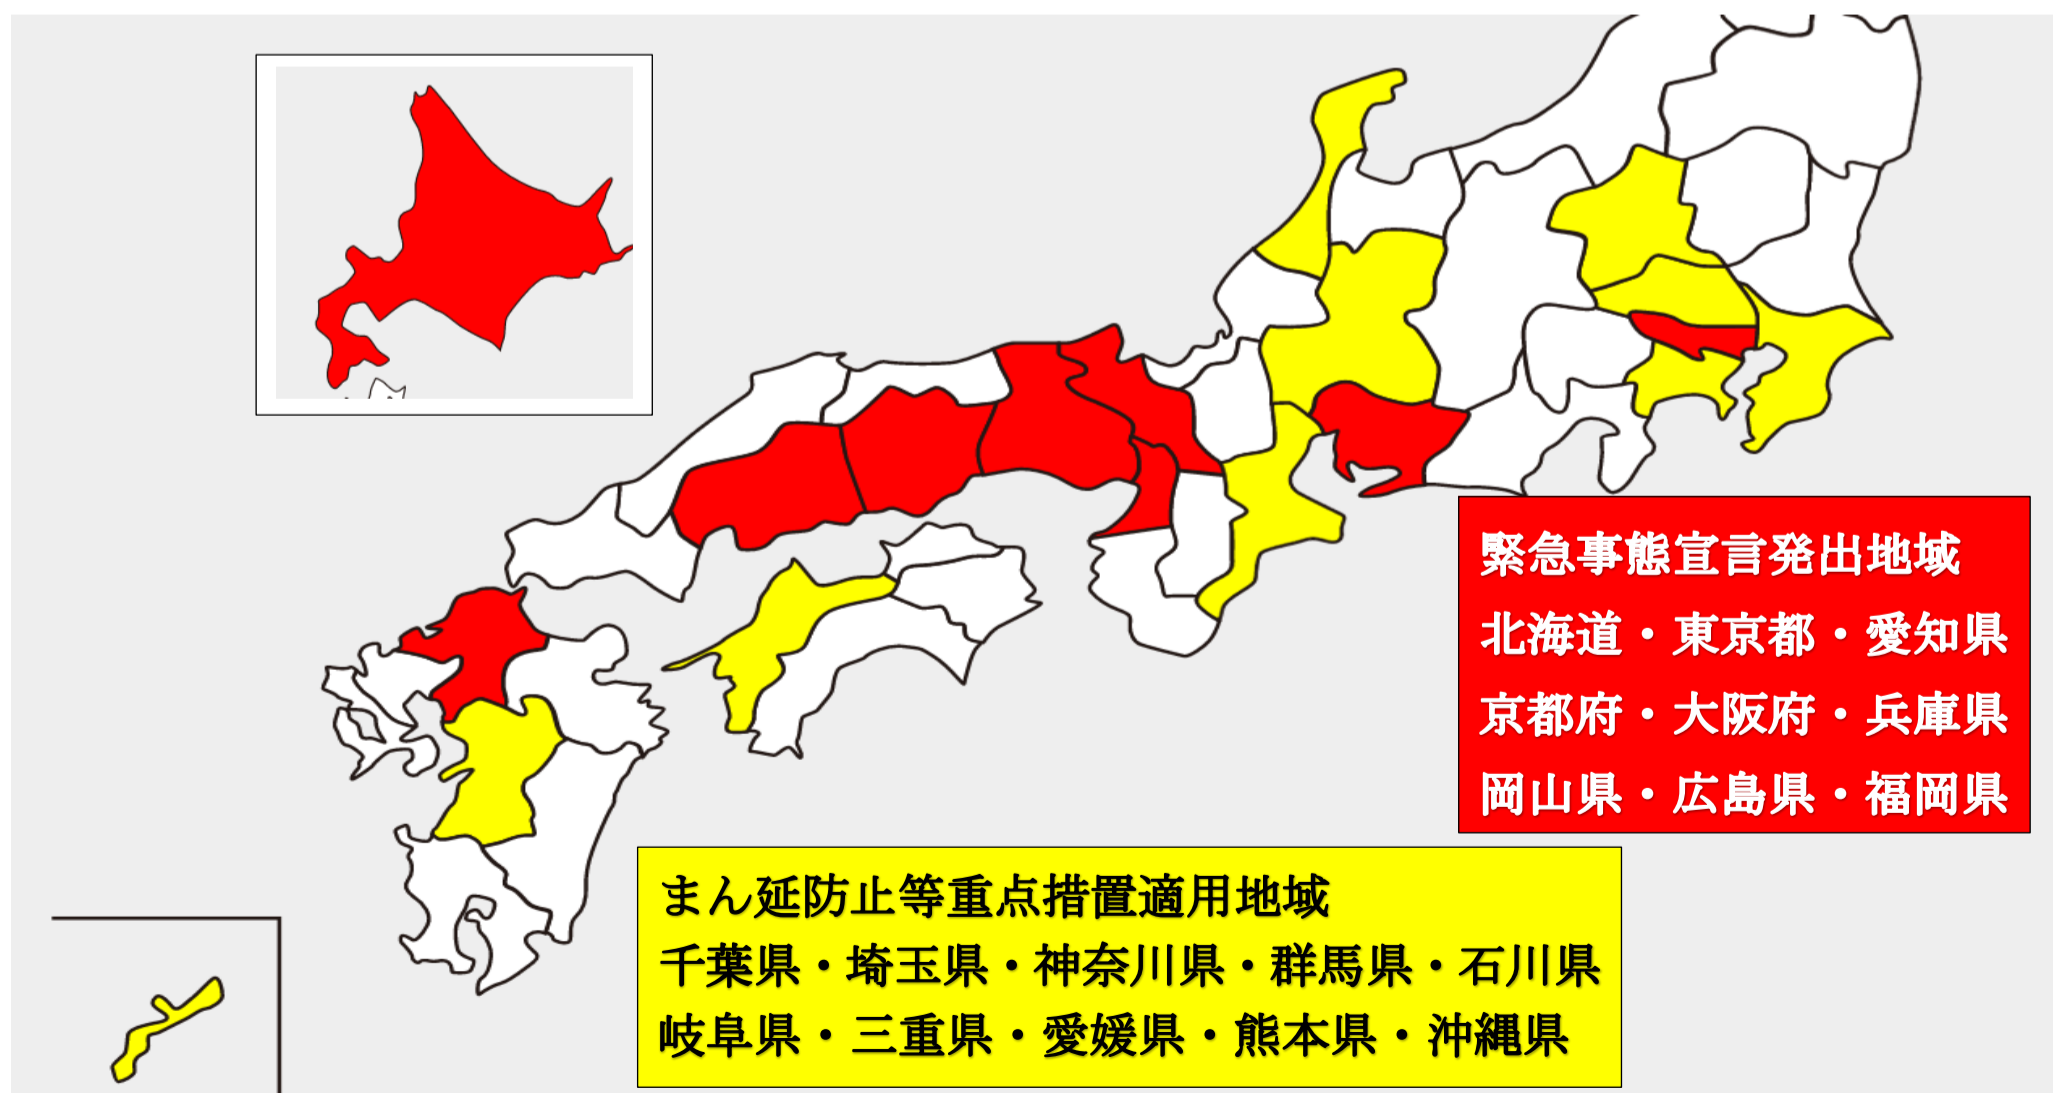 緊急事態宣言発出地域
北海道・東京都・愛知県
京都府・大阪府・兵庫県
岡山県・広島県・福岡県
まん延防止等重点措置適用地域
千葉県・埼玉県・神奈川県・群馬県・石川県
岐阜県・三重県・愛媛県・熊本県・沖縄県